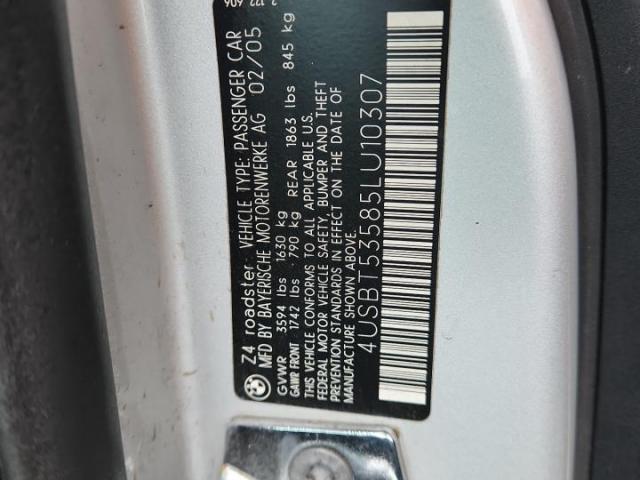 Z4 roadster VEHICLE TYPE: PASSENGER CAR
MFD BY BAYERISCHE MOTORENWERKE AG 02/05
GVWR 3594 lbs 1630 kg
GAWR FRONT 1742 lbs 790 kg REAR 1863 lbs 845 kg
THIS VEHICLE CONFORMS TO ALL APPLICABLE U.S.
FEDERAL MOTOR VEHICLE SAFETY, BUMPER AND THEFT
PREVENTION STANDARDS IN EFFECT ON THE DATE OF
MANUFACTURE SHOWN ABOVE.
4USBT53585LU10307